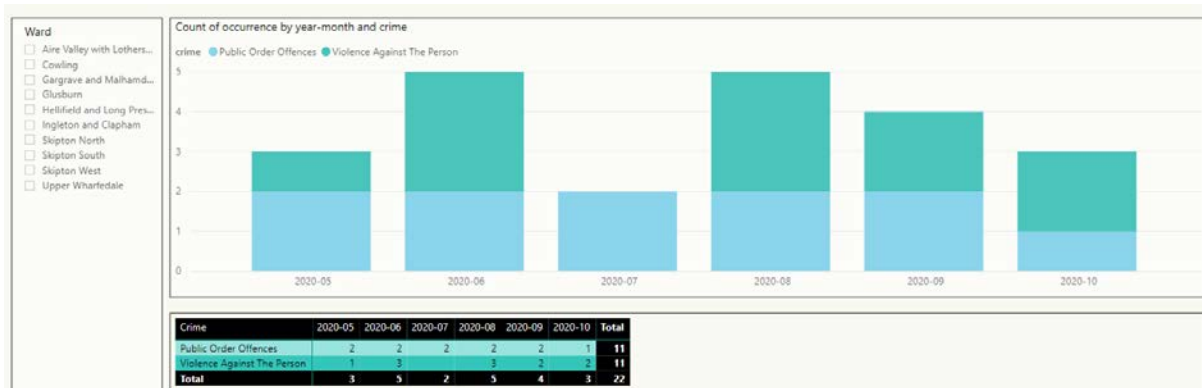 Ward
Aire Valley with Lothers...
Cowling
Gargrave and Malhamd...
Glusburn
Hellifield and Long Pres...
Ingleton and Clapham
Skipton North
Skipton South
Skipton West
Upper Wharfedale
Count of occurrence by year-month and crime
crime Public Order Offences Violence Against The Person
5
4
3
2
1
0
2020-05 2020-06 2020-07 2020-08 2020-09 2020-10
Crime 2020-05 2020-06 2020-07 2020-08 2020-09 2020-10 Total
Public Order Offences 2 2 2 2 2 1 11
Violence Against The Person 1 3 3 2 2 11
Total 3 5 2 5 4 3 22